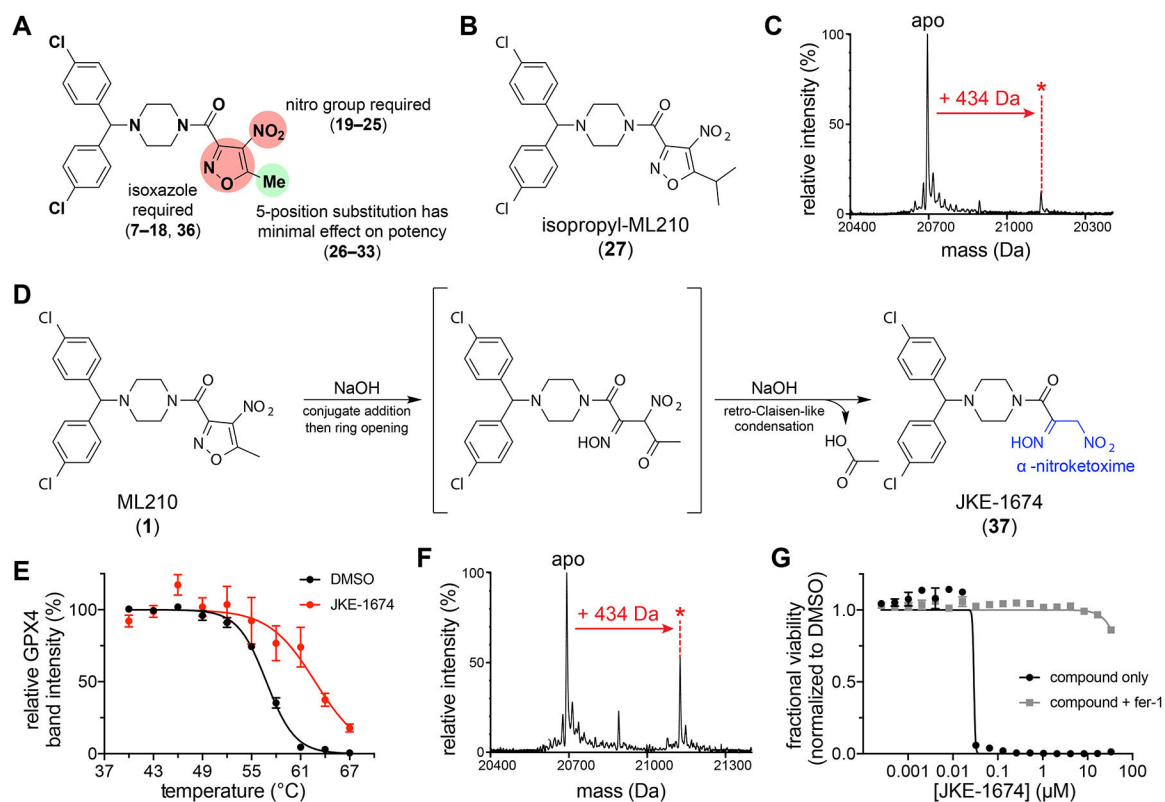 A
Cl
Cl
N
N
O
NO2
N
O
Me
nitro group required
(19–25)
isoxazole
required
(7–18, 36)
5-position substitution has
minimal effect on potency
(26–33)
B
Cl
Cl
N
N
O
NO2
N
O
isopropyl-ML210
(27)
C
apo
+ 434 Da
*
relative intensity (%)
100
50
0
20400
20700
21000
20300
mass (Da)
D
Cl
Cl
N
N
O
NO2
N
O
ML210
(1)
NaOH
conjugate addition
then ring opening
Cl
Cl
N
N
O
NO2
HON
O
NaOH
retro-Claisen-like
condensation
HO
O
Cl
Cl
N
N
O
HON
NO2
α -nitroketoxime
JKE-1674
(37)
E
DMSO
JKE-1674
relative GPX4
band intensity (%)
100
50
0
37
43
49
55
61
67
temperature (°C)
F
apo
+ 434 Da
*
relative intensity (%)
100
50
0
20400
20700
21000
21300
mass (Da)
G
fractional viability
(normalized to DMSO)
1.0
0.5
0
compound only
compound + fer-1
0.001
0.01
0.1
1
10
100
[JKE-1674] (µM)